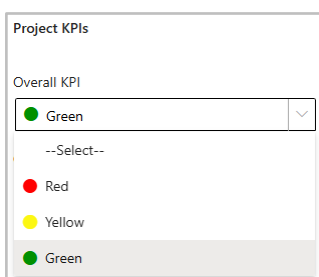 Project KPIs
Overall KPI
Green
--Select--
Red
Yellow
Green